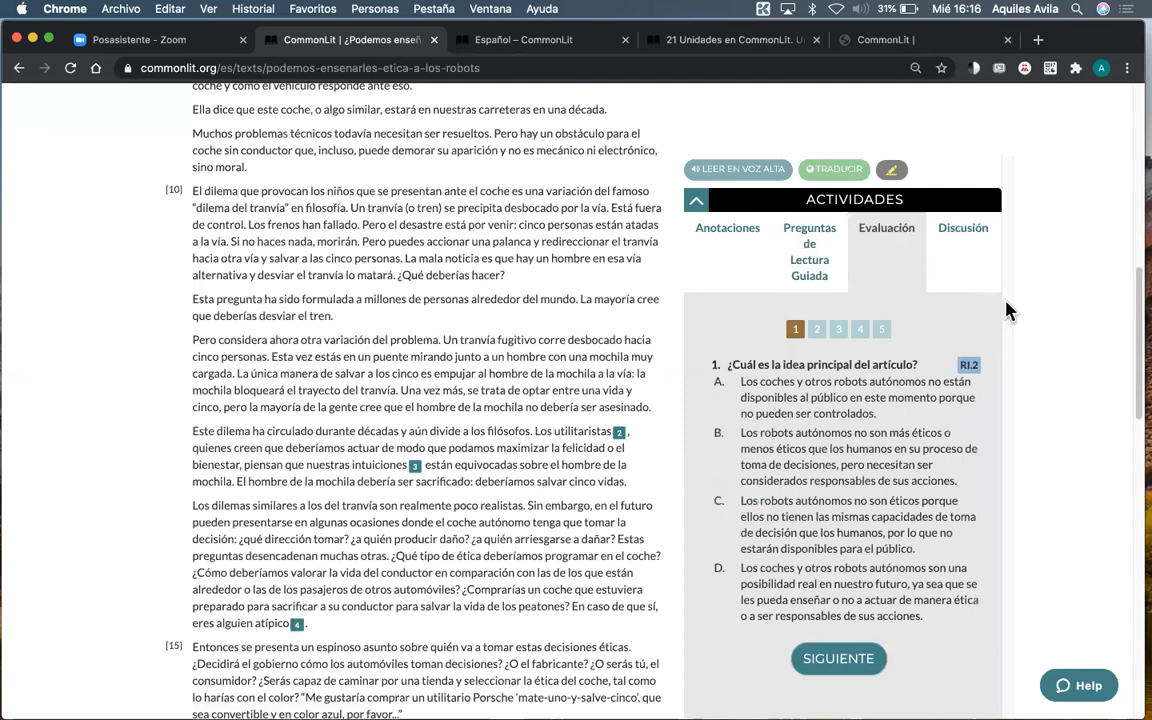 Chrome Archivo Editar Ver Historial Favoritos Personas Pestaña Ventana Ayuda 31% Mié 16:16 Aquiles Avila
Posasistente - Zoom × CommonLit | ¿Podemos enseñ × Español – CommonLit × 21 Unidades en CommonLit. U × CommonLit | × +
commonlit.org/es/texts/podemos-ensenarles-etica-a-los-robots A
coche y cómo el vehículo responde ante eso.
Ella dice que este coche, o algo similar, estará en nuestras carreteras en una década.
Muchos problemas técnicos todavía necesitan ser resueltos. Pero hay un obstáculo para el
coche sin conductor que, incluso, puede demorar su aparición y no es mecánico ni electrónico,
sino moral.
[10] El dilema que provocan los niños que se presentan ante el coche es una variación del famoso
“dilema del tranvía” en filosofía. Un tranvía (o tren) se precipita desbocado por la vía. Está fuera
de control. Los frenos han fallado. Pero el desastre está por venir: cinco personas están atadas
a la vía. Si no haces nada, morirán. Pero puedes accionar una palanca y redireccionar el tranvía
hacia otra vía y salvar a las cinco personas. La mala noticia es que hay un hombre en esa vía
alternativa y desviar el tranvía lo matará. ¿Qué deberías hacer?
Esta pregunta ha sido formulada a millones de personas alrededor del mundo. La mayoría cree
que deberías desviar el tren.
Pero considera ahora otra variación del problema. Un tranvía fugitivo corre desbocado hacia
cinco personas. Esta vez estás en un puente mirando junto a un hombre con una mochila muy
cargada. La única manera de salvar a los cinco es empujar al hombre de la mochila a la vía: la
mochila bloqueará el trayecto del tranvía. Una vez más, se trata de optar entre una vida y
cinco, pero la mayoría de la gente cree que el hombre de la mochila no debería ser asesinado.
Este dilema ha circulado durante décadas y aún divide a los filósofos. Los utilitaristas 2 ,
quienes creen que deberíamos actuar de modo que podamos maximizar la felicidad o el
bienestar, piensan que nuestras intuiciones 3 están equivocadas sobre el hombre de la
mochila. El hombre de la mochila debería ser sacrificado: deberíamos salvar cinco vidas.
Los dilemas similares a los del tranvía son realmente poco realistas. Sin embargo, en el futuro
pueden presentarse en algunas ocasiones donde el coche autónomo tenga que tomar la
decisión: ¿qué dirección tomar? ¿a quién producir daño? ¿a quién arriesgarse a dañar? Estas
preguntas desencadenan muchas otras. ¿Qué tipo de ética deberíamos programar en el coche?
¿Cómo deberíamos valorar la vida del conductor en comparación con las de los que están
alrededor o las de los pasajeros de otros automóviles? ¿Comprarías un coche que estuviera
preparado para sacrificar a su conductor para salvar la vida de los peatones? En caso de que sí,
eres alguien atípico 4 .
[15] Entonces se presenta un espinoso asunto sobre quién va a tomar estas decisiones éticas.
¿Decidirá el gobierno cómo los automóviles toman decisiones? ¿O el fabricante? ¿O serás tú, el
consumidor? ¿Serás capaz de caminar por una tienda y seleccionar la ética del coche, tal como
lo harías con el color? “Me gustaría comprar un utilitario Porsche ‘mate-uno-y-salve-cinco’, que
sea convertible y en color azul, por favor...”
LEER EN VOZ ALTA TRADUCIR
ACTIVIDADES
Anotaciones
Preguntas
de
Lectura
Guiada
Evaluación
Discusión
1 2 3 4 5
1. ¿Cuál es la idea principal del artículo? RI.2
A. Los coches y otros robots autónomos no están
disponibles al público en este momento porque
no pueden ser controlados.
B. Los robots autónomos no son más éticos o
menos éticos que los humanos en su proceso de
toma de decisiones, pero necesitan ser
considerados responsables de sus acciones.
C. Los robots autónomos no son éticos porque
ellos no tienen las mismas capacidades de toma
de decisión que los humanos, por lo que no
estarán disponibles para el público.
D. Los coches y otros robots autónomos son una
posibilidad real en nuestro futuro, ya sea que se
les pueda enseñar o no a actuar de manera ética
o a ser responsables de sus acciones.
SIGUIENTE
Help